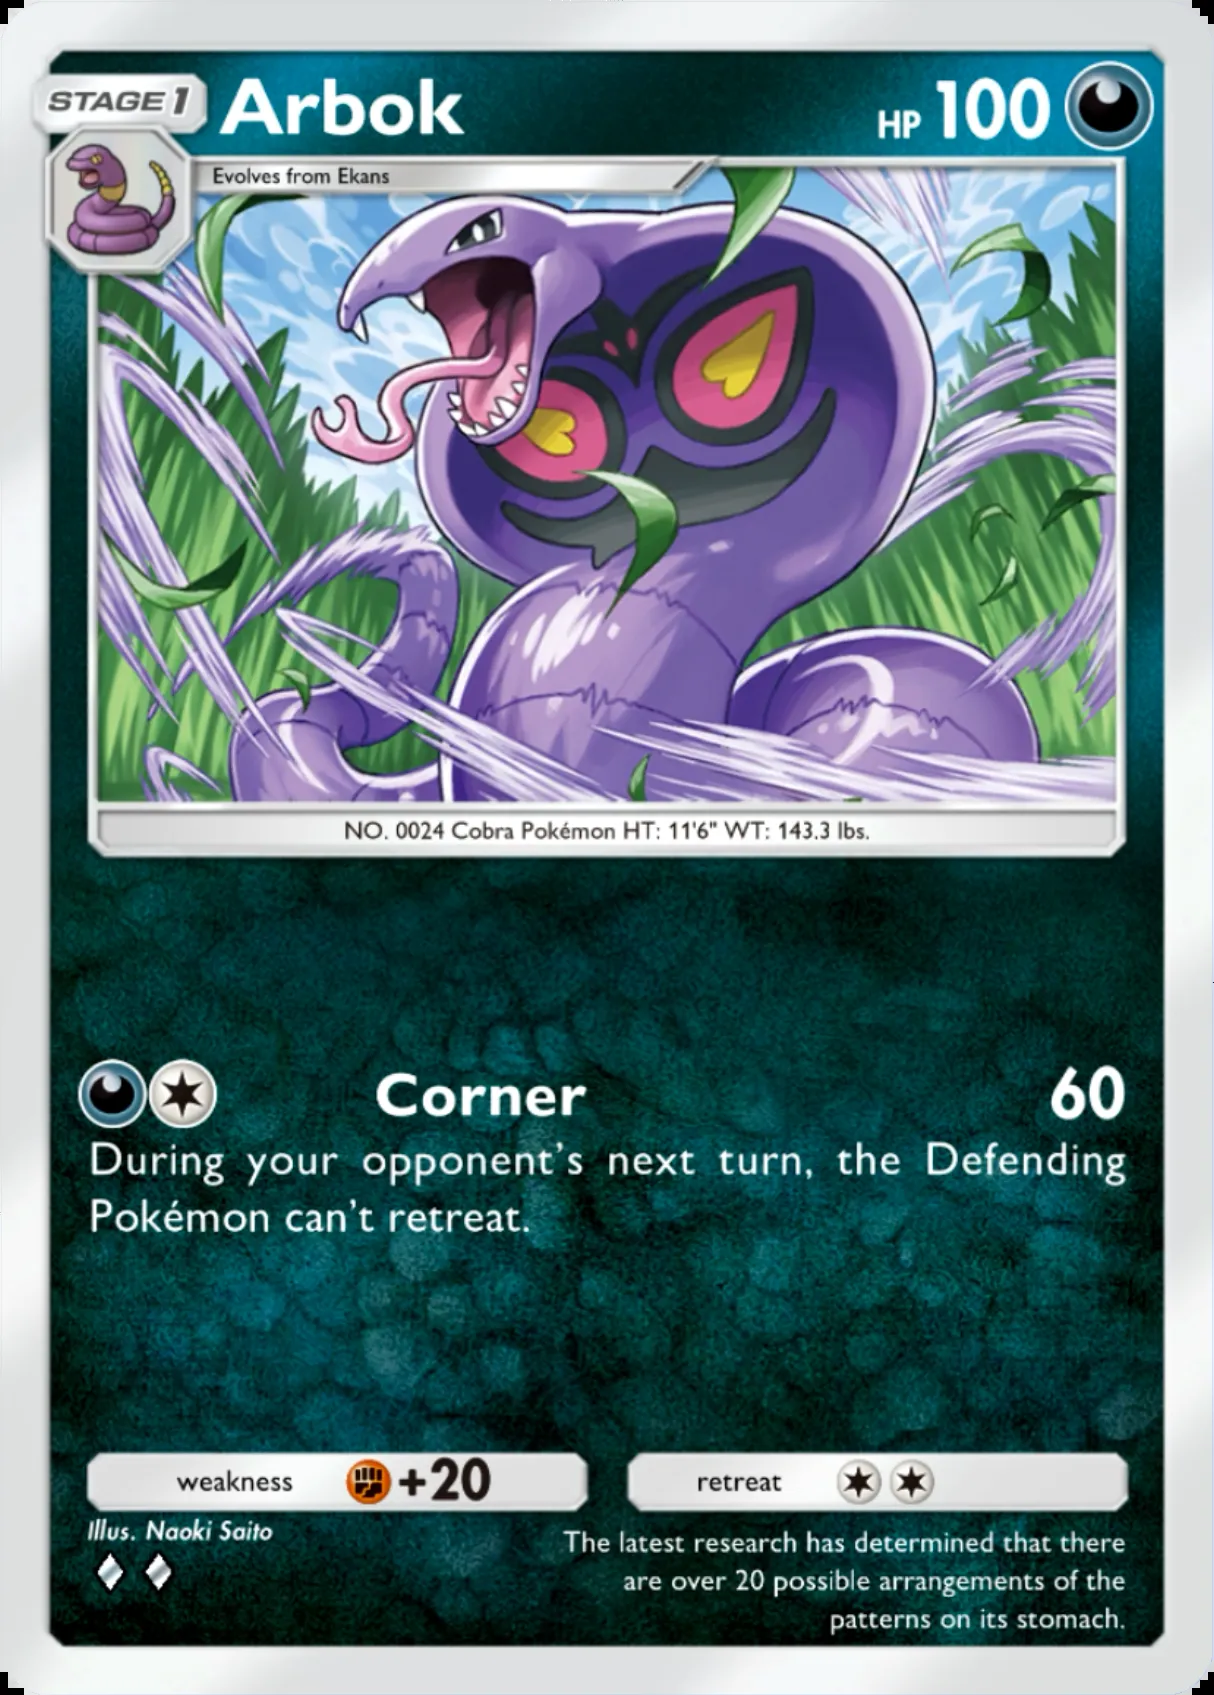 STAGE 1
Arbok
HP 100
Evolves from Ekans
NO. 0024 Cobra Pokémon HT: 11'6" WT: 143.3 lbs.
Corner 60
During your opponent's next turn, the Defending
Pokémon can't retreat.
weakness +20
retreat
Illus. Naoki Saito
The latest research has determined that there
are over 20 possible arrangements of the
patterns on its stomach.